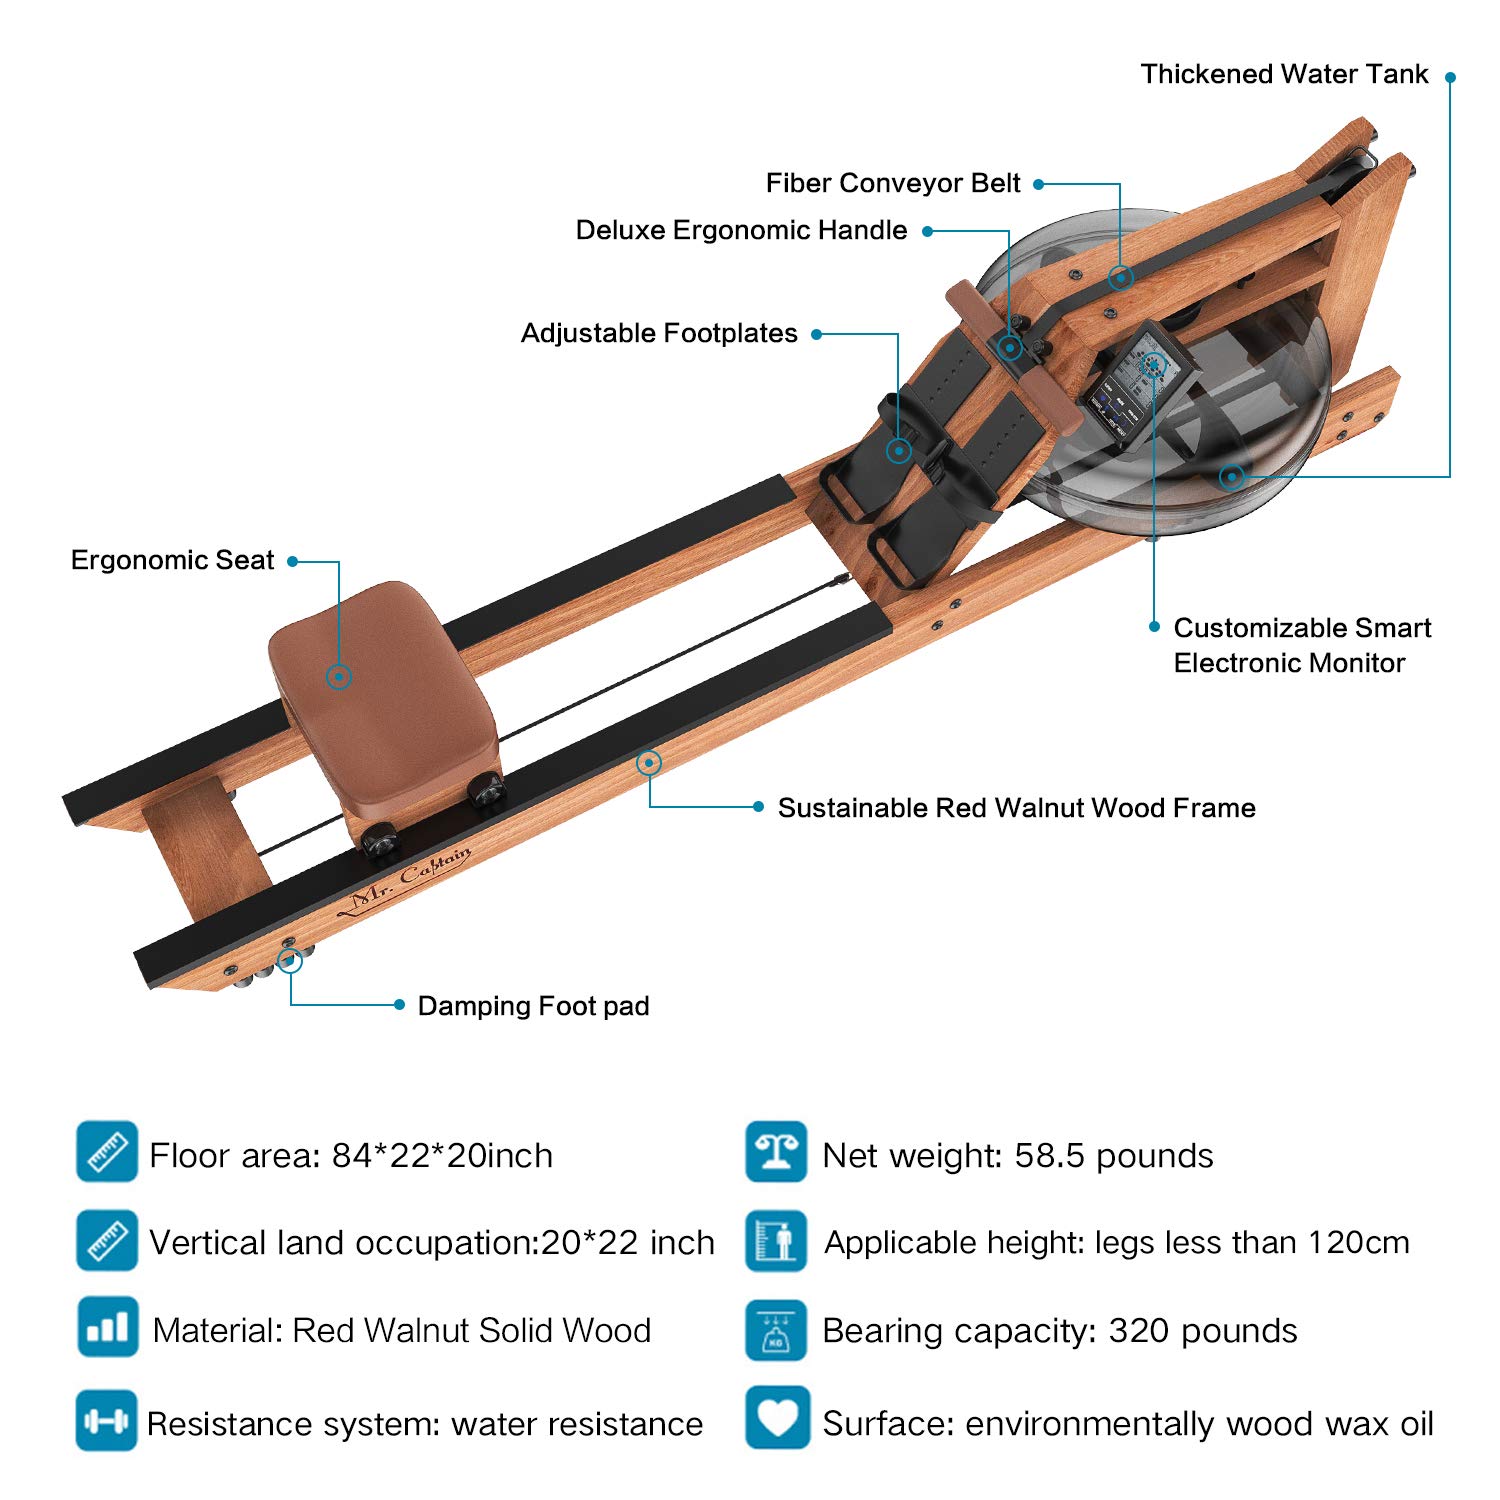 Thickened Water Tank
Fiber Conveyor Belt
Deluxe Ergonomic Handle
Adjustable Footplates
Ergonomic Seat
Customizable Smart
Electronic Monitor
Sustainable Red Walnut Wood Frame
Mr. Captain
Damping Foot pad
Floor area: 84*22*20inch
Net weight: 58.5 pounds
Vertical land occupation:20*22 inch
Applicable height: legs less than 120cm
Material: Red Walnut Solid Wood
Bearing capacity: 320 pounds
KG
Resistance system: water resistance
Surface: environmentally wood wax oil